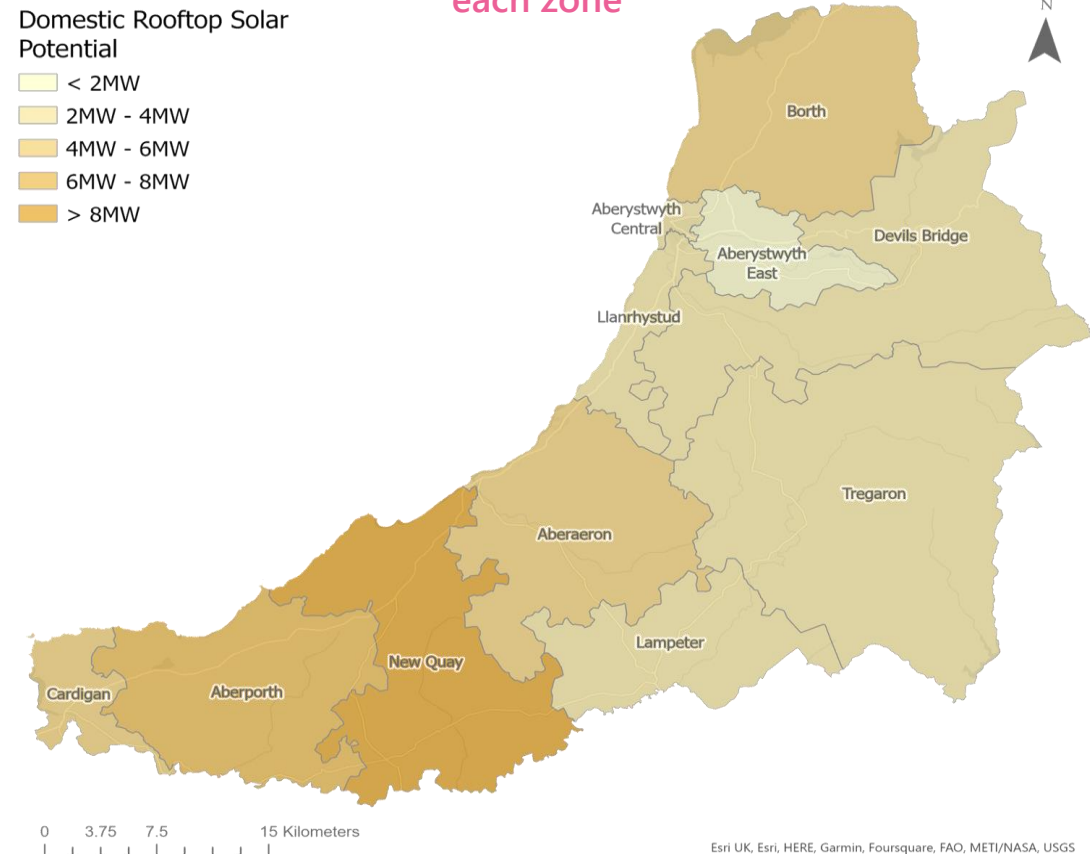 each zone
Domestic Rooftop Solar
Potential
< 2MW
2MW - 4MW
4MW - 6MW
6MW - 8MW
> 8MW
N
Borth
Aberystwyth
Central
Devils Bridge
Aberystwyth
East
Llanrhystud
Tregaron
Aberaeron
Lampeter
New Quay
Aberporth
Cardigan
0 3.75 7.5 15 Kilometers
Esri UK, Esri, HERE, Garmin, Foursquare, FAO, METI/NASA, USGS